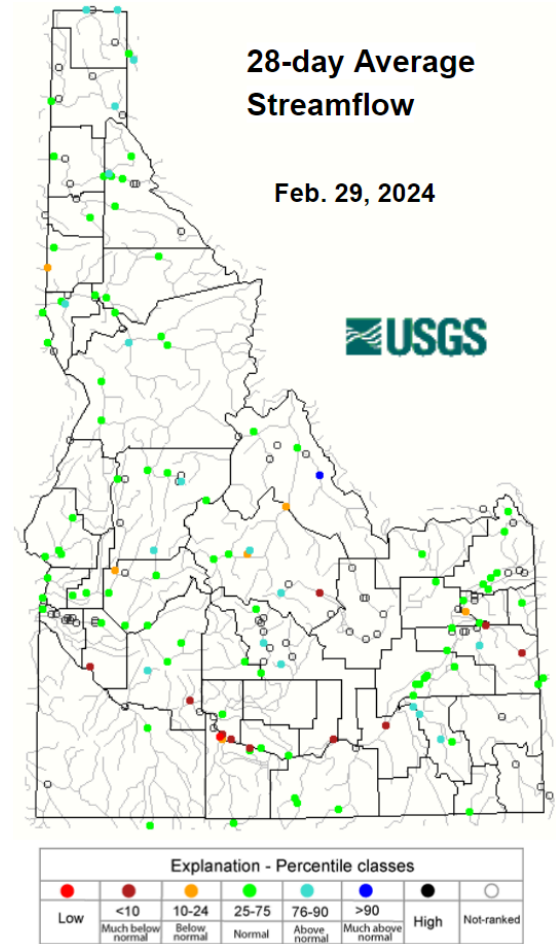 28-day Average
Streamflow
Feb. 29, 2024
USGS
Explanation - Percentile classes
Low
<10
Much below
normal
10-24
Below
normal
25-75
Normal
76-90
Above
normal
>90
Much above
normal
High
Not-ranked